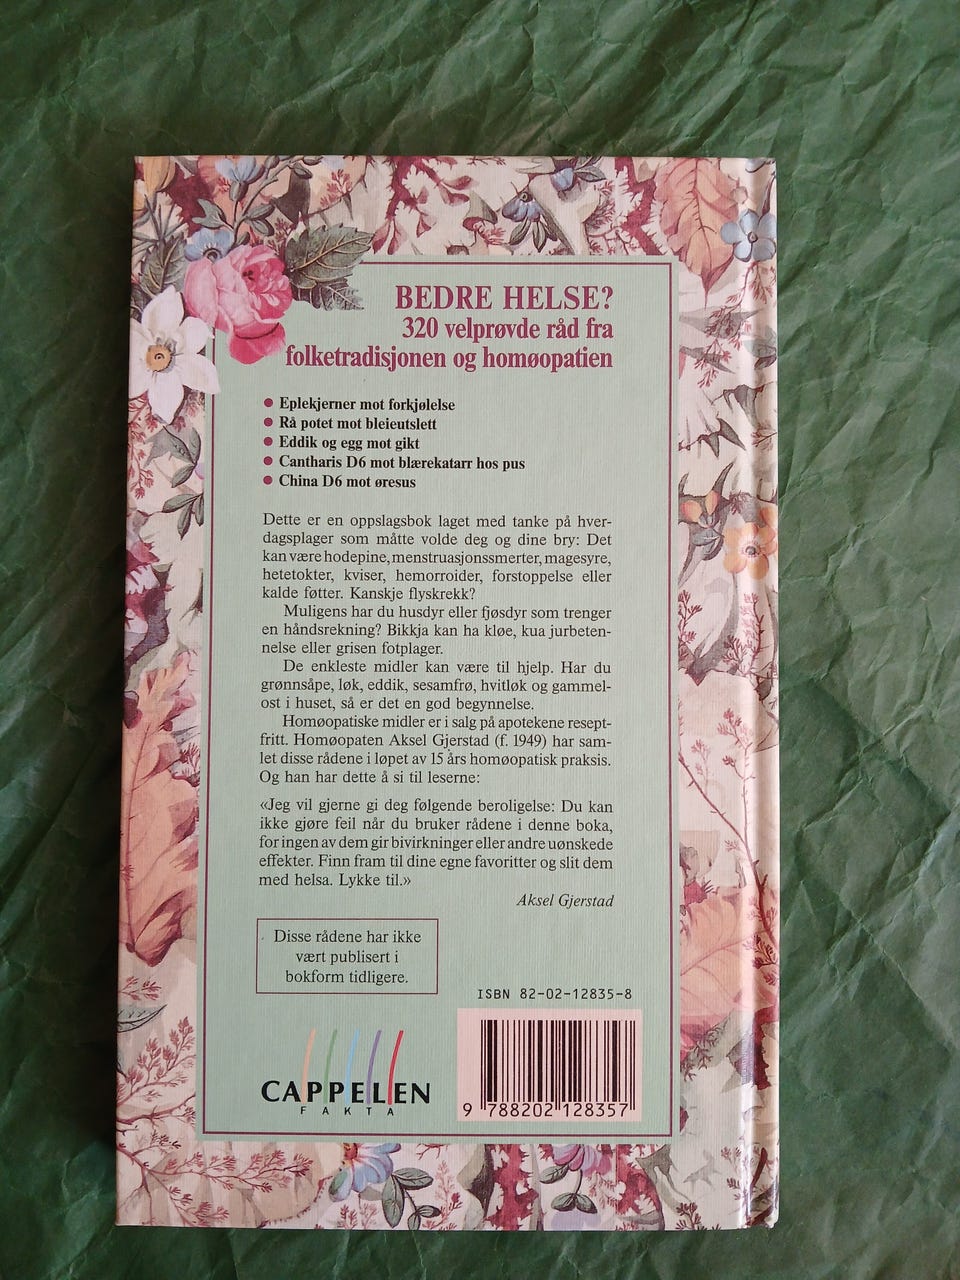 BEDRE HELSE?
320 velprøvde råd fra
folketradisjonen og homøopatien
● Eplekjerner mot forkjølelse
● Rå potet mot bleieutslett
● Eddik og egg mot gikt
● Cantharis D6 mot blærekatarr hos pus
● China D6 mot øresus
Dette er en oppslagsbok laget med tanke på hver-
dagsplager som måtte volde deg og dine bry: Det
kan være hodepine, menstruasjonssmerter, magesyre,
hetetokter, kviser, hemorroider, forstoppelse eller
kalde føtter. Kanskje flyskrekk?
Muligens har du husdyr eller fjøsdyr som trenger
en håndsrekning? Bikkja kan ha kløe, kua jurbeten-
nelse eller grisen fotplager.
De enkleste midler kan være til hjelp. Har du
grønnsåpe, løk, eddik, sesamfrø, hvitløk og gammel-
ost i huset, så er det en god begynnelse.
Homøopatiske midler er i salg på apotekene resept-
fritt. Homøopaten Aksel Gjerstad (f. 1949) har sam-
let disse rådene i løpet av 15 års homøopatisk praksis.
Og han har dette å si til leserne:
«Jeg vil gjerne gi deg følgende beroligelse: Du kan
ikke gjøre feil når du bruker rådene i denne boka,
for ingen av dem gir bivirkninger eller andre uønskede
effekter. Finn fram til dine egne favoritter og slit dem
med helsa. Lykke til.»
Aksel Gjerstad
Disse rådene har ikke
vært publisert i
bokform tidligere.
ISBN 82-02-12835-8
CAPPELEN
FAKTA
9 788202 128357